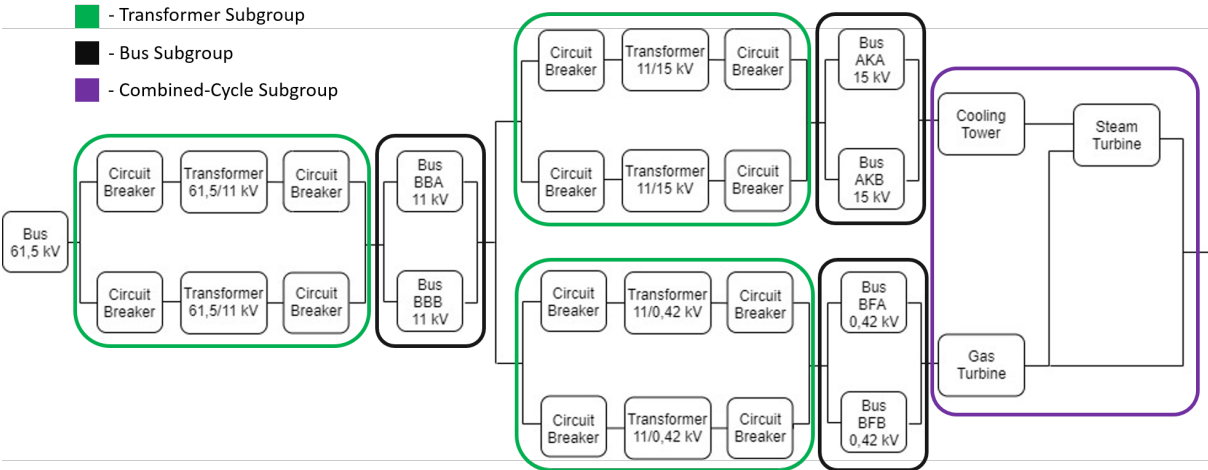 - Transformer Subgroup
- Bus Subgroup
- Combined-Cycle Subgroup
Bus
61,5 kV
Circuit
Breaker
Transformer
61,5/11 kV
Circuit
Breaker
Circuit
Breaker
Transformer
61,5/11 kV
Circuit
Breaker
Bus
BBA
11 kV
Bus
BBB
11 kV
Circuit
Breaker
Transformer
11/15 kV
Circuit
Breaker
Circuit
Breaker
Transformer
11/15 kV
Circuit
Breaker
Bus
AKA
15 kV
Bus
AKB
15 kV
Circuit
Breaker
Transformer
11/0,42 kV
Circuit
Breaker
Circuit
Breaker
Transformer
11/0,42 kV
Circuit
Breaker
Bus
BFA
0,42 kV
Bus
BFB
0,42 kV
Cooling
Tower
Steam
Turbine
Gas
Turbine